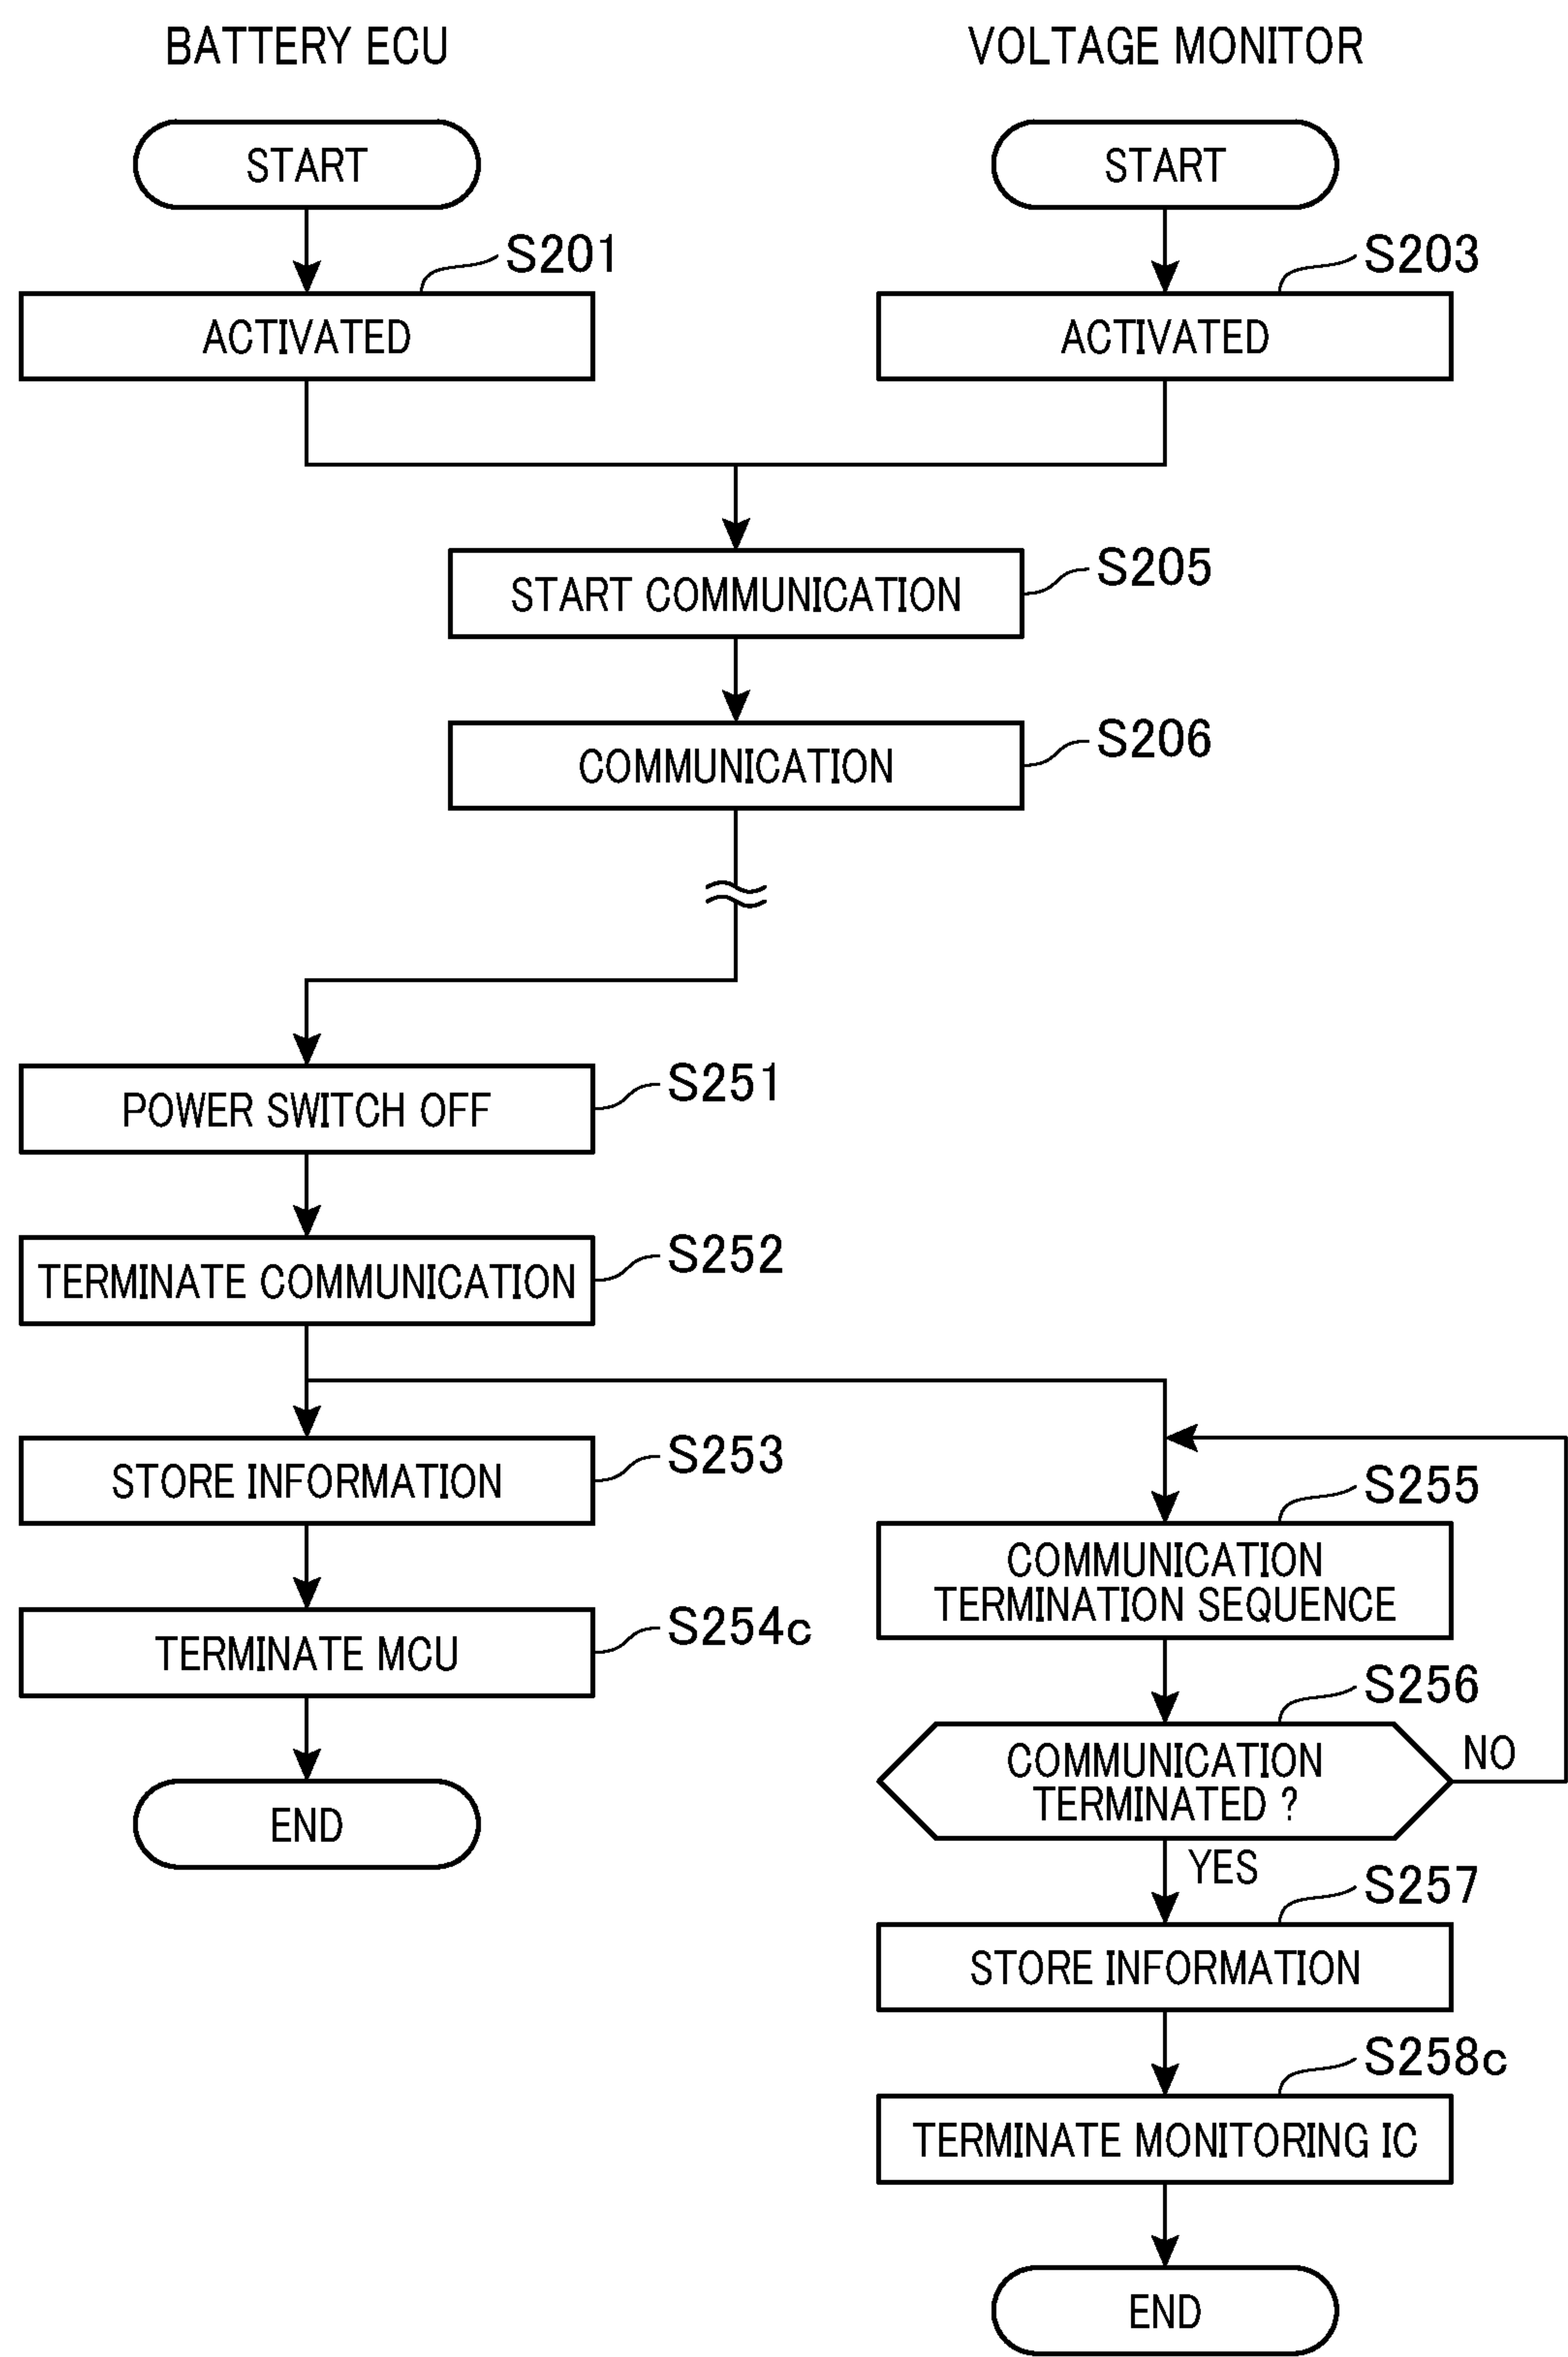 BATTERY ECU
VOLTAGE MONITOR
START
START
S201
S203
ACTIVATED
ACTIVATED
START COMMUNICATION
S205
COMMUNICATION
S206
POWER SWITCH OFF
S251
TERMINATE COMMUNICATION
S252
STORE INFORMATION
S253
TERMINATE MCU
S254c
END
S255
COMMUNICATION
TERMINATION SEQUENCE
S256
COMMUNICATION
TERMINATED ?
NO
YES
S257
STORE INFORMATION
S258c
TERMINATE MONITORING IC
END